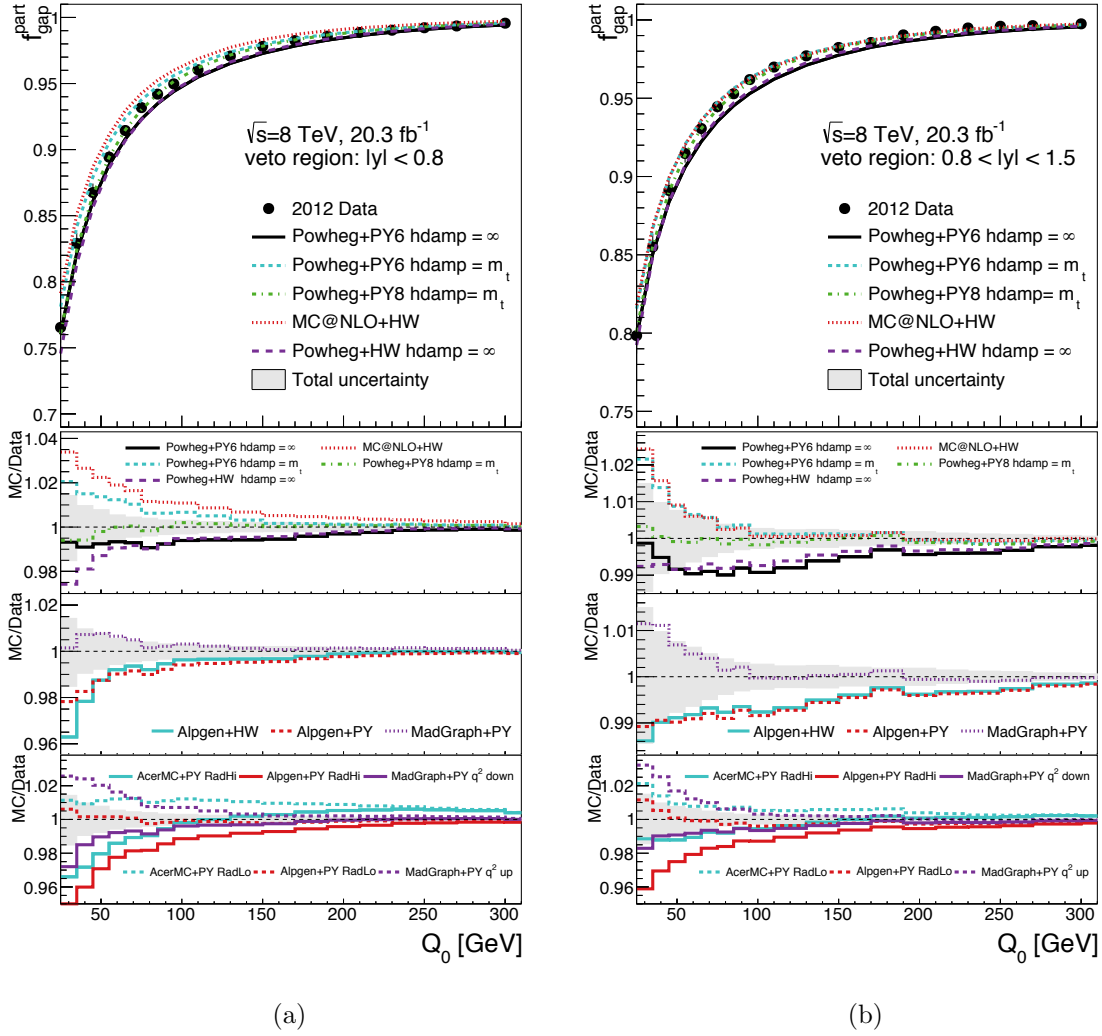 f_gap^part
1
0.95
0.9
0.85
0.8
0.75
0.7
√s=8 TeV, 20.3 fb⁻¹
veto region: |y| < 0.8
2012 Data
Powheg+PY6 hdamp = ∞
Powheg+PY6 hdamp = m_t
Powheg+PY8 hdamp= m_t
MC@NLO+HW
Powheg+HW hdamp = ∞
Total uncertainty
MC/Data
1.04
1.02
1
0.98
Powheg+PY6 hdamp = ∞ MC@NLO+HW
Powheg+PY6 hdamp = m_t Powheg+PY8 hdamp = m_t
Powheg+HW hdamp = ∞
MC/Data
1.02
1
0.98
0.96
Alpgen+HW Alpgen+PY MadGraph+PY
MC/Data
1.04
1.02
1
0.98
0.96
AcerMC+PY RadHi Alpgen+PY RadHi MadGraph+PY q² down
AcerMC+PY RadLo Alpgen+PY RadLo MadGraph+PY q² up
50 100 150 200 250 300
Q_0 [GeV]
(a)
f_gap^part
1
0.95
0.9
0.85
0.8
0.75
√s=8 TeV, 20.3 fb⁻¹
veto region: 0.8 < |y| < 1.5
2012 Data
Powheg+PY6 hdamp = ∞
Powheg+PY6 hdamp = m_t
Powheg+PY8 hdamp= m_t
MC@NLO+HW
Powheg+HW hdamp = ∞
Total uncertainty
MC/Data
1.02
1.01
1
0.99
Powheg+PY6 hdamp = ∞ MC@NLO+HW
Powheg+PY6 hdamp = m_t Powheg+PY8 hdamp = m_t
Powheg+HW hdamp = ∞
MC/Data
1.01
1
0.99
Alpgen+HW Alpgen+PY MadGraph+PY
MC/Data
1.04
1.02
1
0.98
0.96
AcerMC+PY RadHi Alpgen+PY RadHi MadGraph+PY q² down
AcerMC+PY RadLo Alpgen+PY RadLo MadGraph+PY q² up
50 100 150 200 250 300
Q_0 [GeV]
(b)